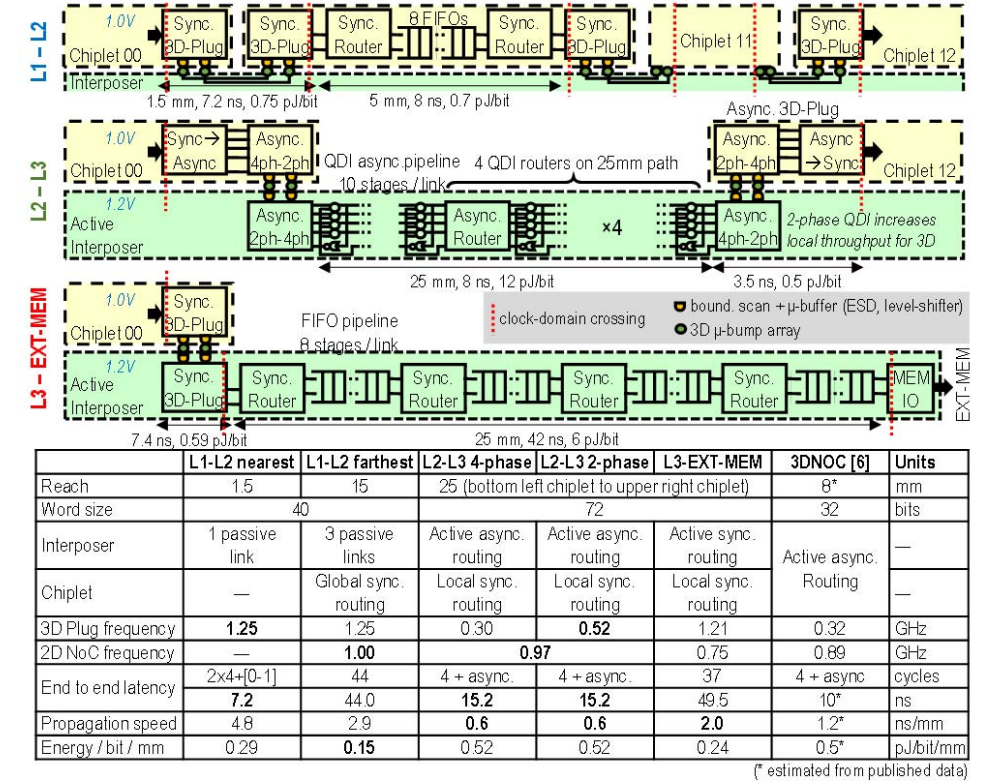 L1 – L2
1.0V
Chiplet 00
Sync. 3D-Plug
Sync. 3D-Plug
Sync. Router
8 FIFOs
Sync. Router
Sync. 3D-Plug
Chiplet 11
Sync. 3D-Plug
Chiplet 12
Interposer
1.5 mm, 7.2 ns, 0.75 pJ/bit
5 mm, 8 ns, 0.7 pJ/bit
L2 – L3
1.0V
Chiplet 00
Sync→ Async
Async. 4ph-2ph
QDI async.pipeline
10 stages / link
4 QDI routers on 25mm path
Async. 3D-Plug
Async. 2ph-4ph
Async →Sync
Chiplet 12
1.2V
Active Interposer
Async. 2ph-4ph
Async. Router
×4
Async. 4ph-2ph
2-phase QDI increases
local throughput for 3D
25 mm, 8 ns, 12 pJ/bit
3.5 ns, 0.5 pJ/bit
L3 – EXT-MEM
1.0V
Chiplet 00
Sync. 3D-Plug
FIFO pipeline
8 stages / link
clock-domain crossing
bound. scan + µ-buffer (ESD, level-shifter)
3D µ-bump array
1.2V
Active Interposer
Sync. 3D-Plug
Sync. Router
Sync. Router
Sync. Router
Sync. Router
MEM IO
EXT-MEM
7.4 ns, 0.59 pJ/bit
25 mm, 42 ns, 6 pJ/bit
L1-L2 nearest L1-L2 farthest L2-L3 4-phase L2-L3 2-phase L3-EXT-MEM 3DNOC [6] Units
Reach 1.5 15 25 (bottom left chiplet to upper right chiplet) 8* mm
Word size 40 72 32 bits
Interposer 1 passive link 3 passive links Active async. routing Active async. routing Active sync. routing Active async. Routing —
Chiplet — Global sync. routing Local sync. routing Local sync. routing Local sync. routing —
3D Plug frequency 1.25 1.25 0.30 0.52 1.21 0.32 GHz
2D NoC frequency — 1.00 0.97 0.75 0.89 GHz
End to end latency 2x4+[0-1] 44 4 + async. 4 + async. 37 4 + async. cycles
7.2 44.0 15.2 15.2 49.5 10* ns
Propagation speed 4.8 2.9 0.6 0.6 2.0 1.2* ns/mm
Energy / bit / mm 0.29 0.15 0.52 0.52 0.24 0.5* pJ/bit/mm
(* estimated from published data)